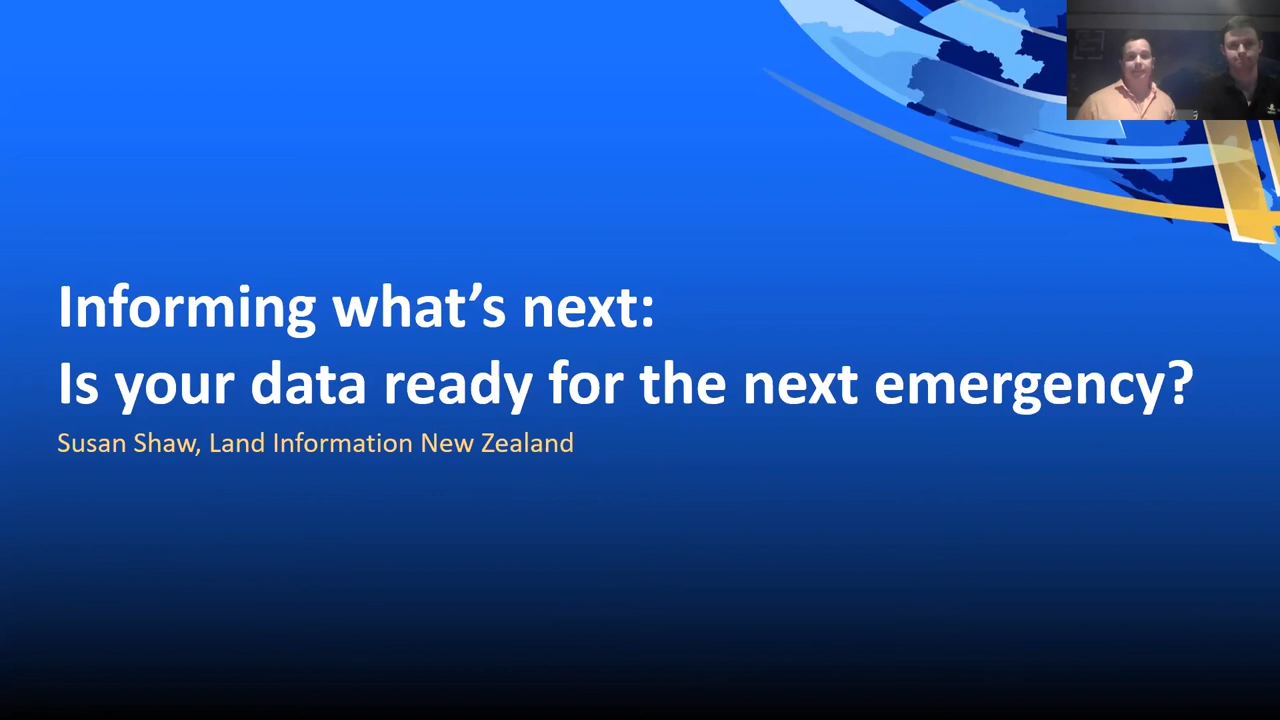 Informing what’s next:
Is your data ready for the next emergency?
Susan Shaw, Land Information New Zealand